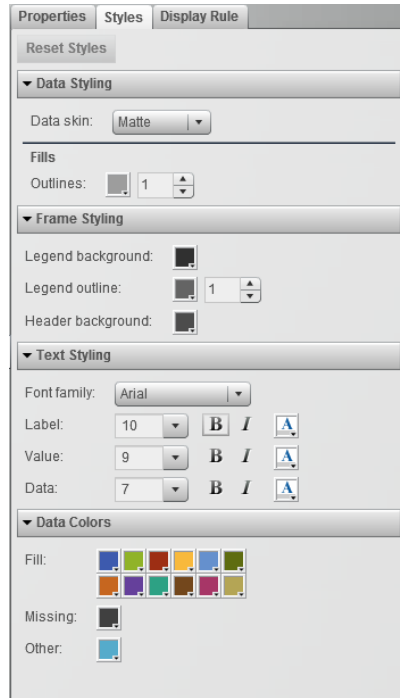 Properties Styles Display Rule
Reset Styles
Data Styling
Data skin: Matte
Fills
Outlines: 1
Frame Styling
Legend background:
Legend outline: 1
Header background:
Text Styling
Font family: Arial
Label: 10 B I A
Value: 9 B I A
Data: 7 B I A
Data Colors
Fill:
Missing:
Other: